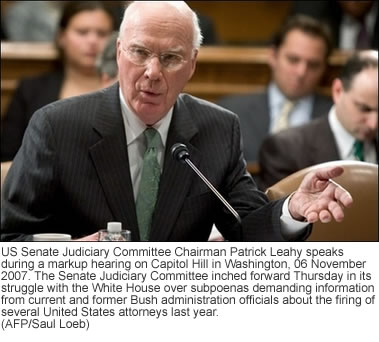 US Senate Judiciary Committee Chairman Patrick Leahy speaks
during a markup hearing on Capitol Hill in Washington, 06 November
2007. The Senate Judiciary Committee inched forward Thursday in its
struggle with the White House over subpoenas demanding information
from current and former Bush administration officials about the firing of
several United States attorneys last year.
(AFP/Saul Loeb)